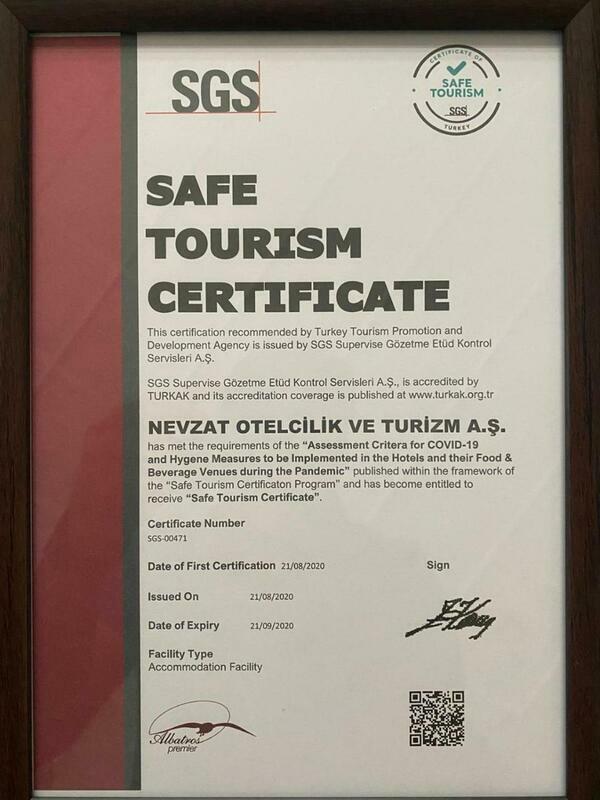 SGS
CERTIFICATE OF
SAFE
TOURISM
SGS
TURKEY
SAFE
TOURISM
CERTIFICATE
This certification recommended by Turkey Tourism Promotion and
Development Agency is issued by SGS Supervise Gözetme Etüd Kontrol
Servisleri A.Ş.
SGS Supervise Gözetme Etüd Kontrol Servisleri A.Ş., is accredited by
TURKAK and its accreditation coverage is published at www.turkak.org.tr
NEVZAT OTELCİLİK VE TURİZM A.Ş.
has met the requirements of the “Assessment Critera for COVID-19
and Hygene Measures to be Implemented in the Hotels and their Food &
Beverage Venues during the Pandemic” published within the framework of
the “Safe Tourism Certificaton Program” and has become entitled to
receive “Safe Tourism Certificate”.
Certificate Number
SGS-00471
Date of First Certification 21/08/2020 Sign
Issued On 21/08/2020
Date of Expiry 21/09/2020
Facility Type
Accommodation Facility
Albatros
premier